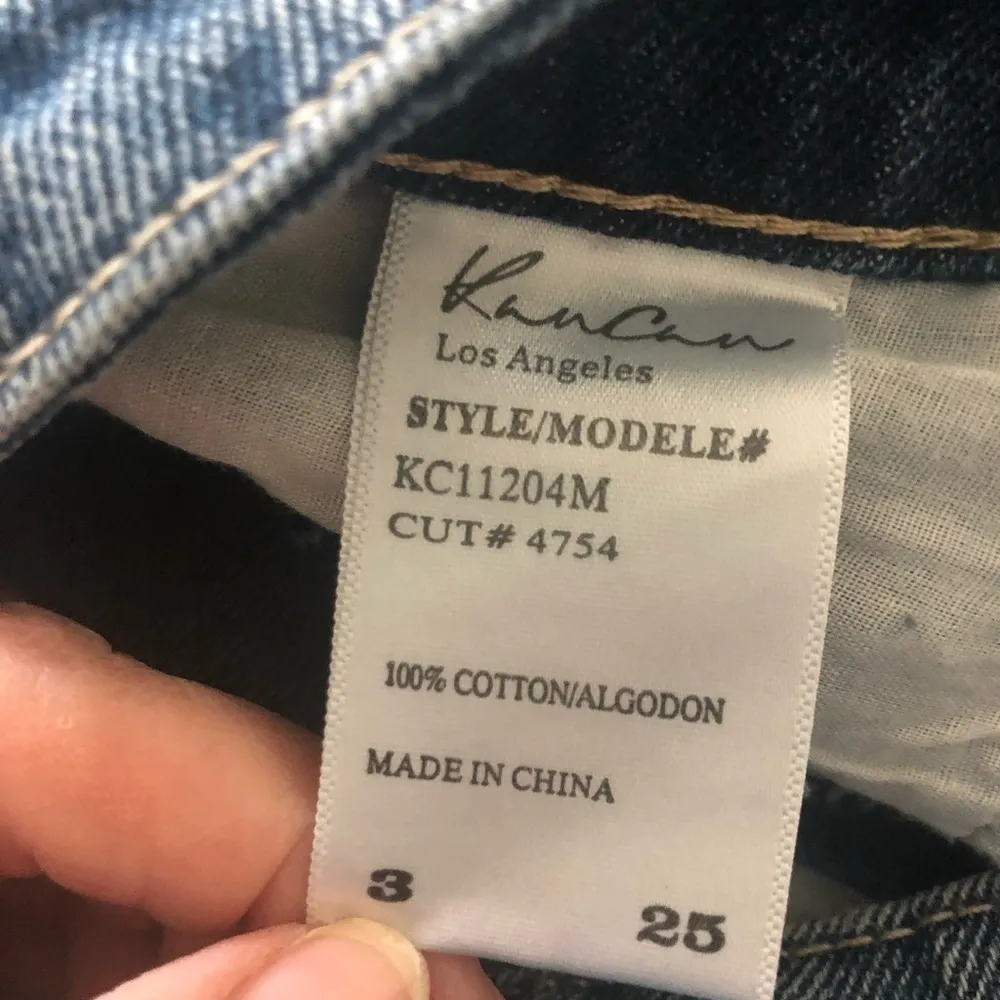 KanCan
Los Angeles
STYLE/MODELE#
KC11204M
CUT# 4754
100% COTTON/ALGODON
MADE IN CHINA
3
25